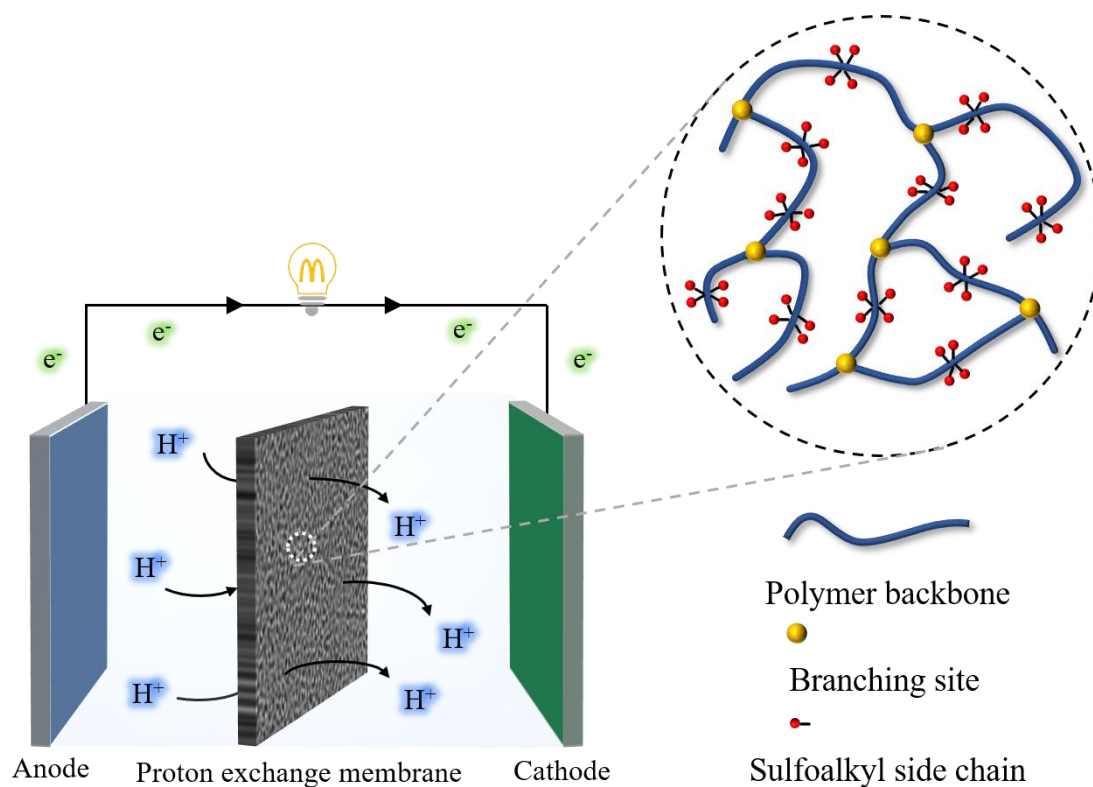 e⁻
e⁻
e⁻
e⁻
H⁺
H⁺
H⁺
H⁺
H⁺
H⁺
Anode
Proton exchange membrane
Cathode
Polymer backbone
Branching site
Sulfoalkyl side chain